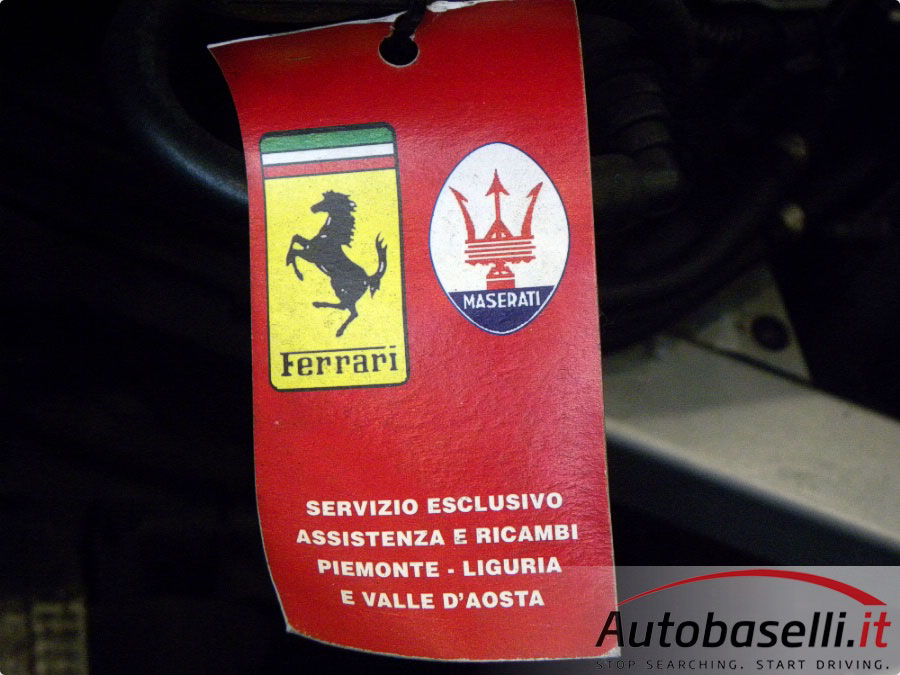 Ferrari
MASERATI
SERVIZIO ESCLUSIVO
ASSISTENZA E RICAMBI
PIEMONTE - LIGURIA
E VALLE D'AOSTA
Autobaselli.it
STOP SEARCHING. START DRIVING.